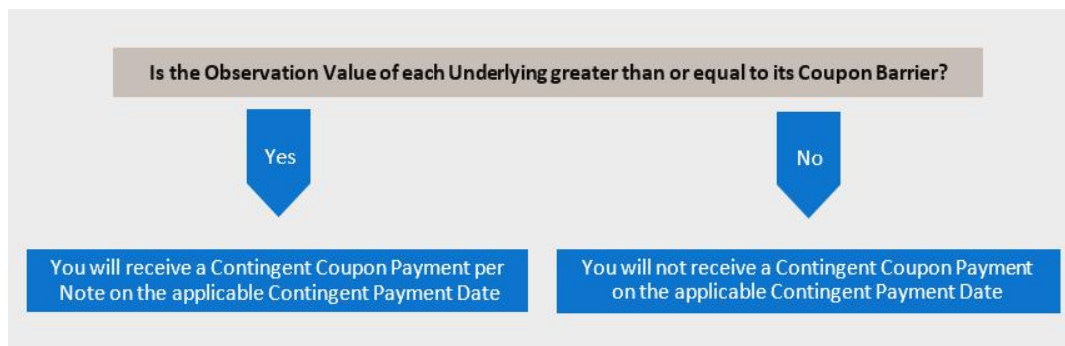 Is the Observation Value of each Underlying greater than or equal to its Coupon Barrier?
Yes
No
You will receive a Contingent Coupon Payment per
Note on the applicable Contingent Payment Date
You will not receive a Contingent Coupon Payment
on the applicable Contingent Payment Date